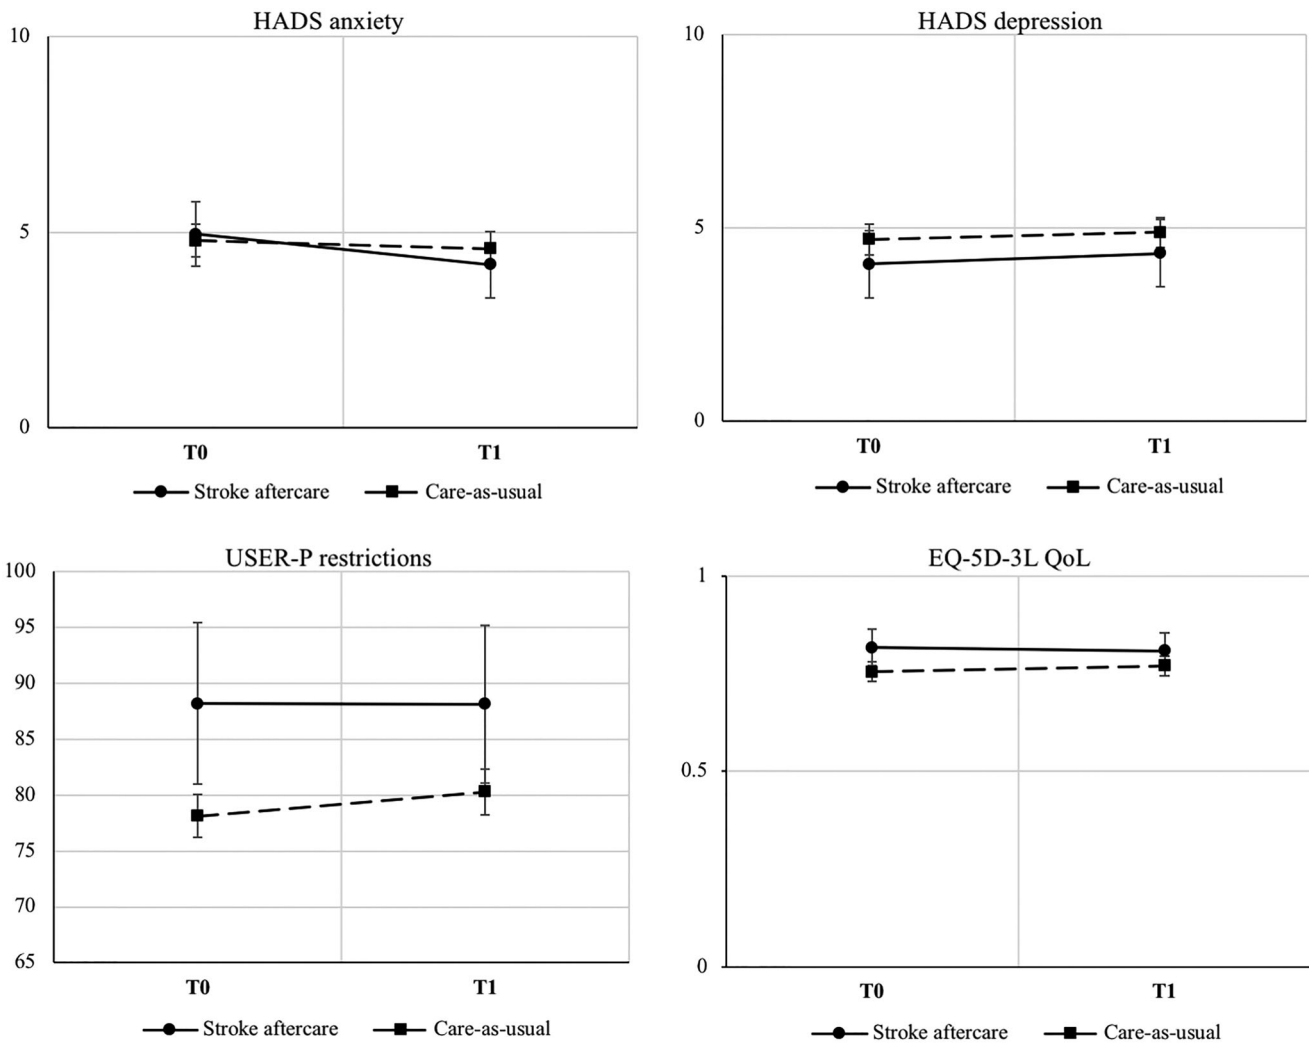 HADS anxiety
10
5
0
T0 T1
Stroke aftercare Care-as-usual
HADS depression
10
5
0
T0 T1
Stroke aftercare Care-as-usual
USER-P restrictions
100
95
90
85
80
75
70
65
T0 T1
Stroke aftercare Care-as-usual
EQ-5D-3L QoL
1
0.5
0
T0 T1
Stroke aftercare Care-as-usual